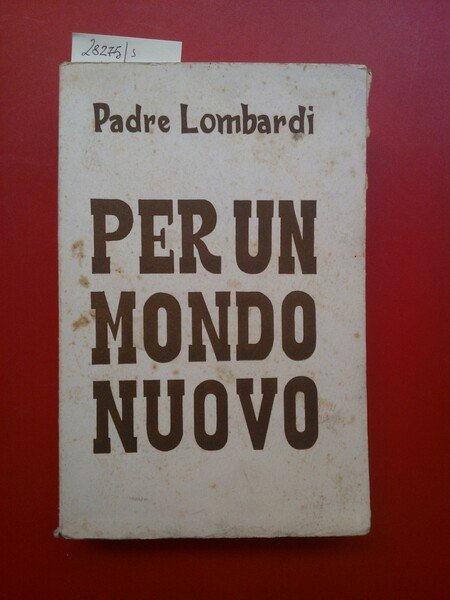 28275/s
Padre Lombardi
PER UN
MONDO
NUOVO